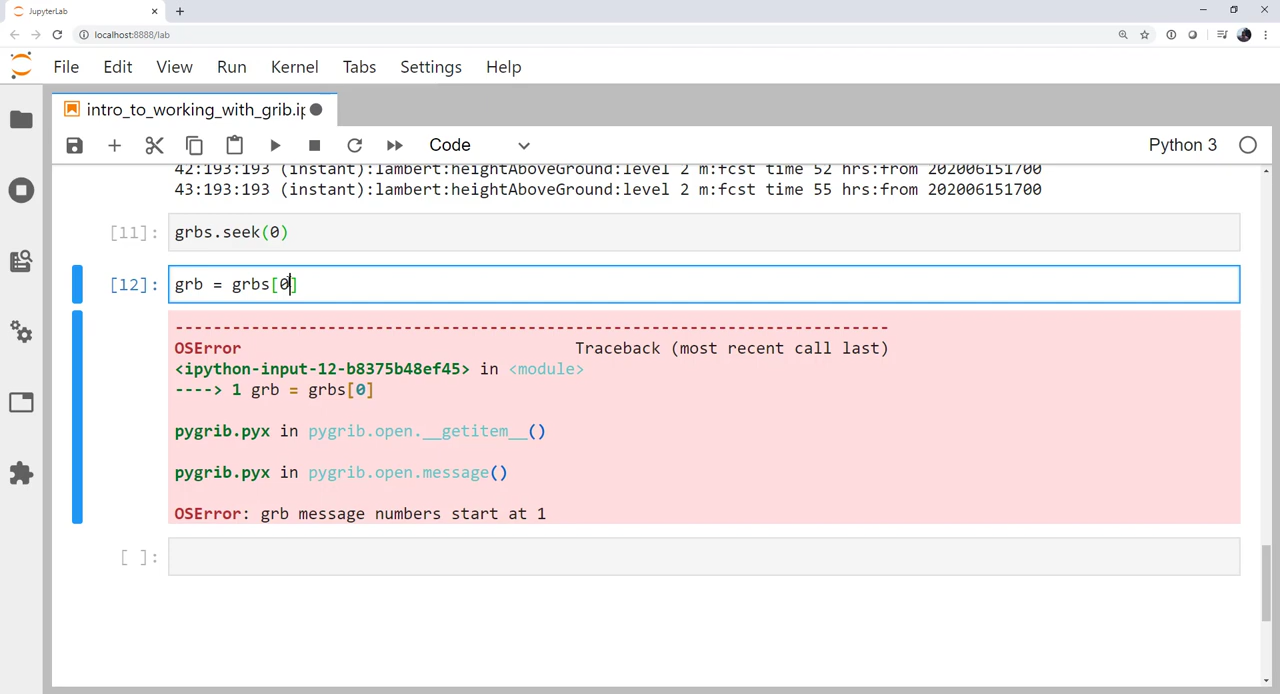 JupyterLab
localhost:8888/lab
File Edit View Run Kernel Tabs Settings Help
intro_to_working_with_grib.ip
Code
Python 3
42:193:193 (instant):lambert:heightAboveGround:level 2 m:fcst time 52 hrs:from 202006151700
43:193:193 (instant):lambert:heightAboveGround:level 2 m:fcst time 55 hrs:from 202006151700
[11]: grbs.seek(0)
[12]: grb = grbs[0]
---------------------------------------------------------------------------
OSError Traceback (most recent call last)
<ipython-input-12-b8375b48ef45> in <module>
----> 1 grb = grbs[0]
pygrib.pyx in pygrib.open.__getitem__()
pygrib.pyx in pygrib.open.message()
OSError: grb message numbers start at 1
[ ]: